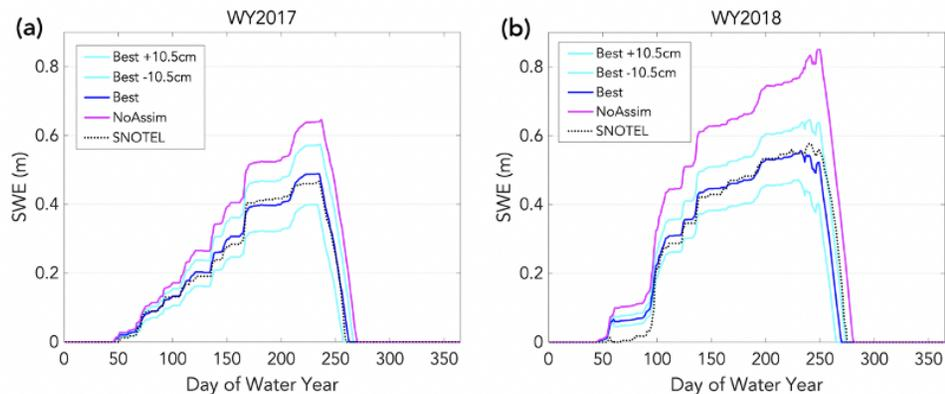 (a)
WY2017
Best +10.5cm
Best -10.5cm
Best
NoAssim
SNOTEL
SWE (m)
0.8
0.6
0.4
0.2
0
0 50 100 150 200 250 300 350
Day of Water Year
(b)
WY2018
Best +10.5cm
Best -10.5cm
Best
NoAssim
SNOTEL
SWE (m)
0.8
0.6
0.4
0.2
0
0 50 100 150 200 250 300 350
Day of Water Year